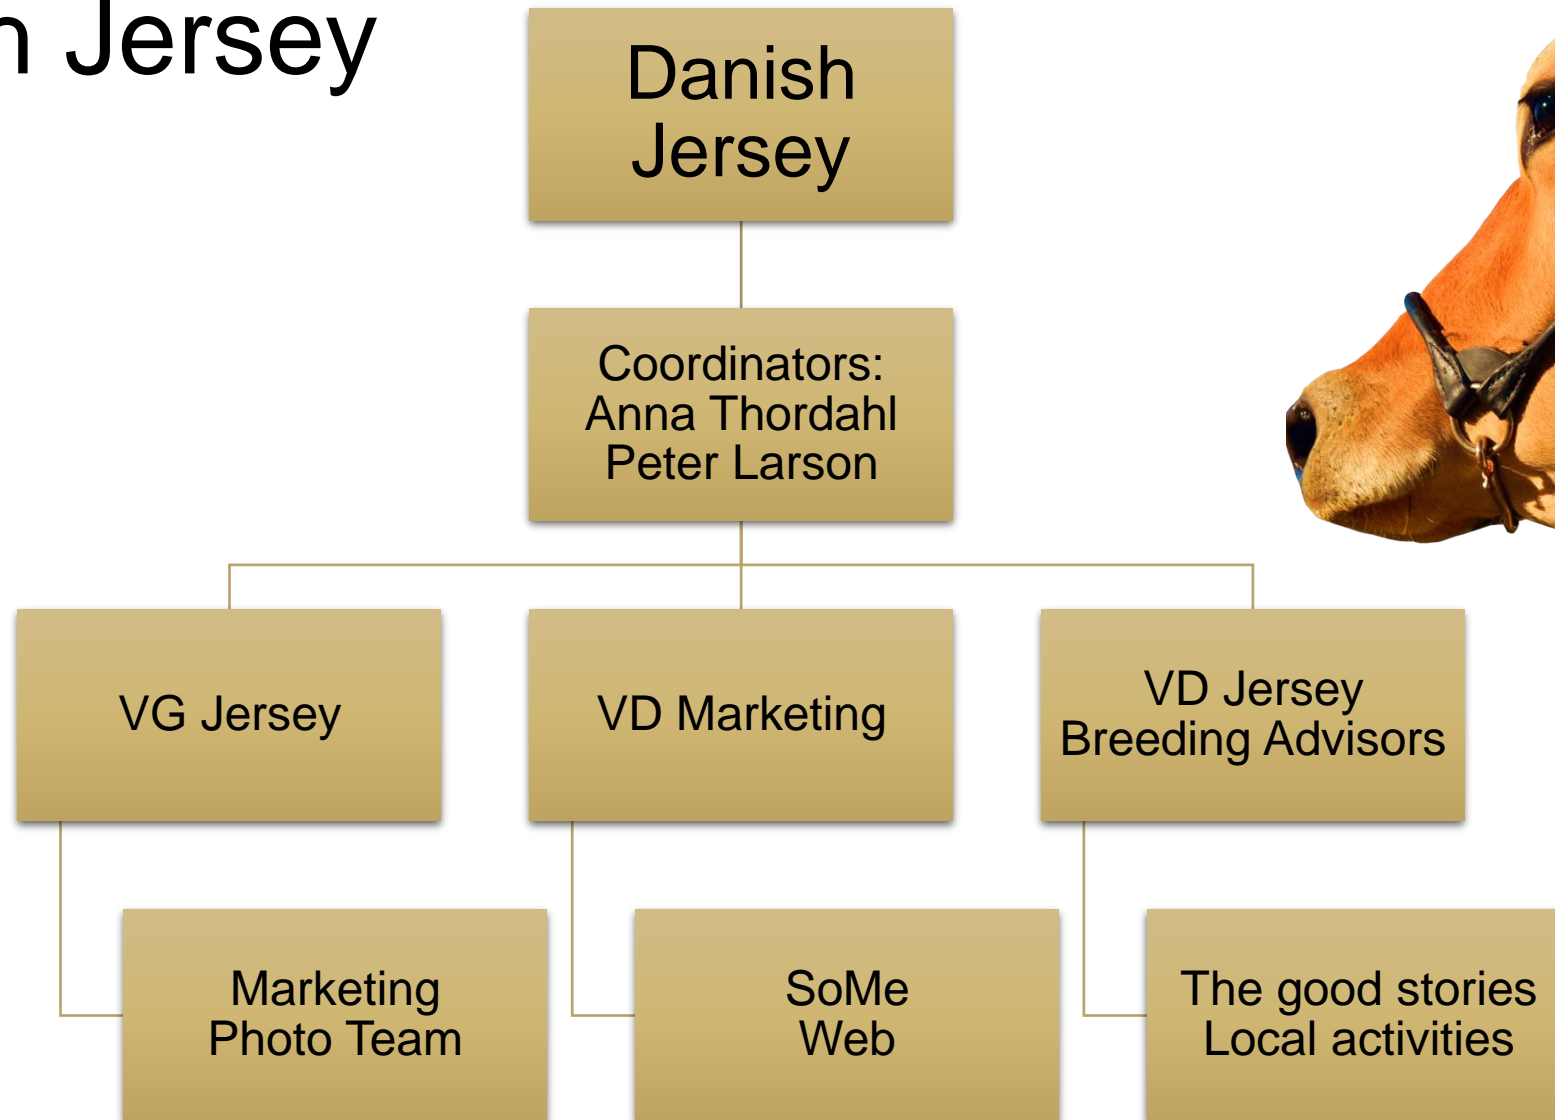 Jersey
Danish
Jersey
Coordinators:
Anna Thordahl
Peter Larson
VG Jersey
VD Marketing
VD Jersey
Breeding Advisors
Marketing
Photo Team
SoMe
Web
The good stories
Local activities